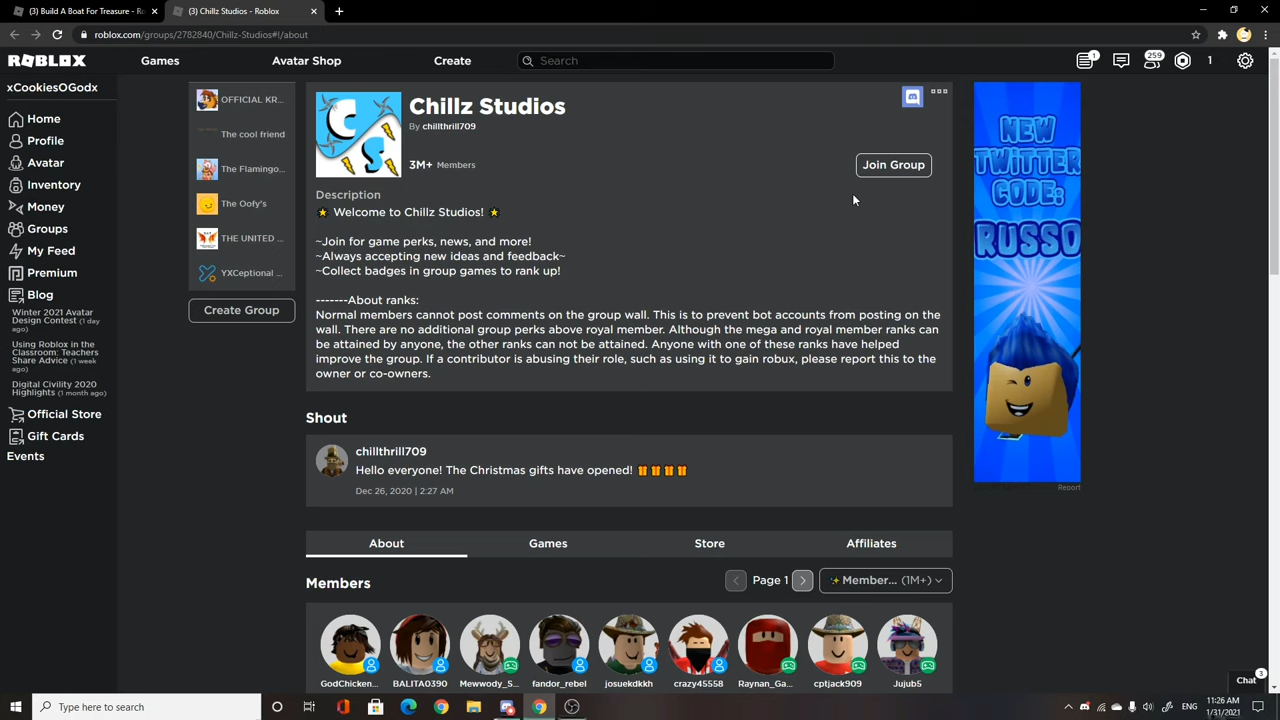 (3) Build A Boat For Treasure - Ro
(3) Chillz Studios - Roblox
roblox.com/groups/2782840/Chillz-Studios#!/about
ROBLOX
Games
Avatar Shop
Create
Search
1
259
1
xCookiesOGodx
Home
Profile
Avatar
Inventory
Money
Groups
My Feed
Premium
Blog
Winter 2021 Avatar
Design Contest (1 day
ago)
Using Roblox in the
Classroom: Teachers
Share Advice (1 week
ago)
Digital Civility 2020
Highlights (1 month ago)
Official Store
Gift Cards
Events
OFFICIAL KR...
The cool friend
The Flamingo...
The Oofy's
THE UNITED ...
YXCeptional ...
Create Group
C
S
Chillz Studios
By chillthrill709
3M+ Members
Join Group
Description
🌟 Welcome to Chillz Studios! 🌟
~Join for game perks, news, and more!
~Always accepting new ideas and feedback~
~Collect badges in group games to rank up!
-------About ranks:
Normal members cannot post comments on the group wall. This is to prevent bot accounts from posting on the
wall. There are no additional group perks above royal member. Although the mega and royal member ranks can
be attained by anyone, the other ranks can not be attained. Anyone with one of these ranks have helped
improve the group. If a contributor is abusing their role, such as using it to gain robux, please report this to the
owner or co-owners.
Shout
chillthrill709
Hello everyone! The Christmas gifts have opened! 🎁🎁🎁🎁
Dec 26, 2020 | 2:27 AM
About
Games
Store
Affiliates
Members
Page 1
✨Member... (1M+)
GodChicken...
BALITA0390
Mewwody_S...
fandor_rebel
josuekdkkh
crazy45558
Raynan_Ga...
cptjack909
Jujub5
NEW
TWITTER
CODE:
RUSSO
Report
Chat
3
Type here to search
ENG
11:26 AM
1/31/2021